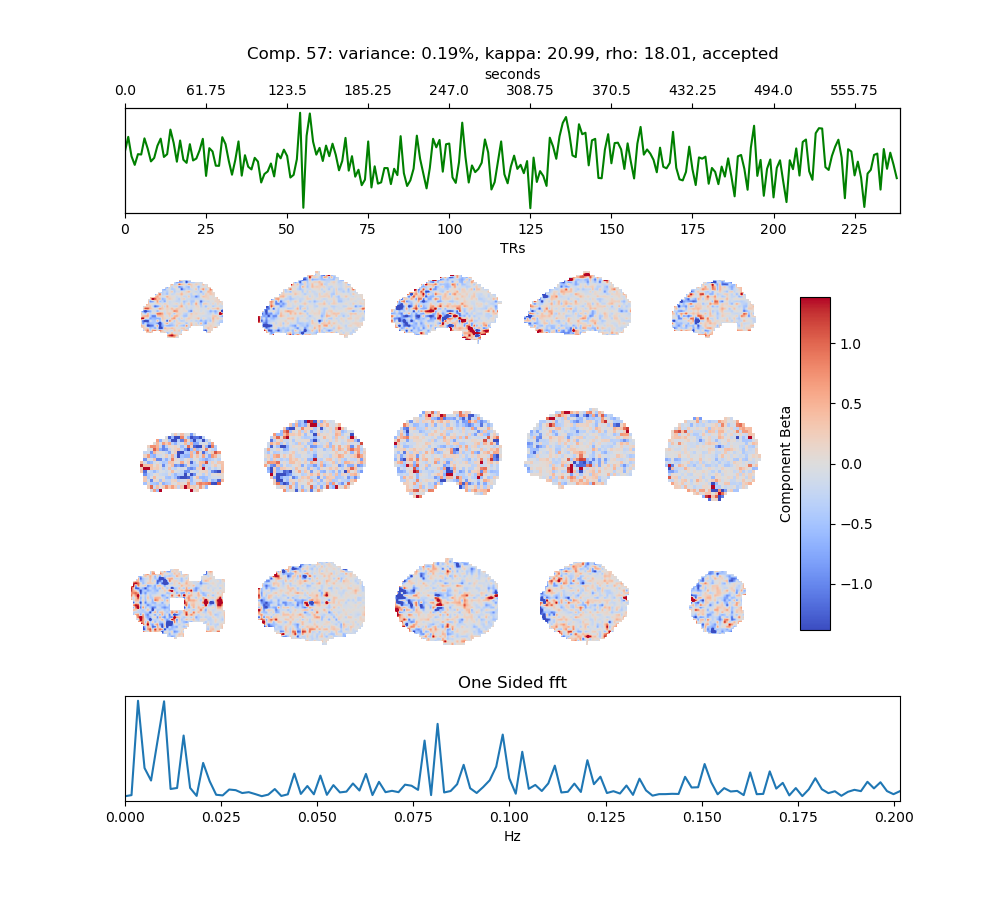 Comp. 57: variance: 0.19%, kappa: 20.99, rho: 18.01, accepted
seconds
0.0 61.75 123.5 185.25 247.0 308.75 370.5 432.25 494.0 555.75
0 25 50 75 100 125 150 175 200 225
TRs
1.0
0.5
0.0
−0.5
−1.0
Component Beta
One Sided fft
0.000 0.025 0.050 0.075 0.100 0.125 0.150 0.175 0.200
Hz